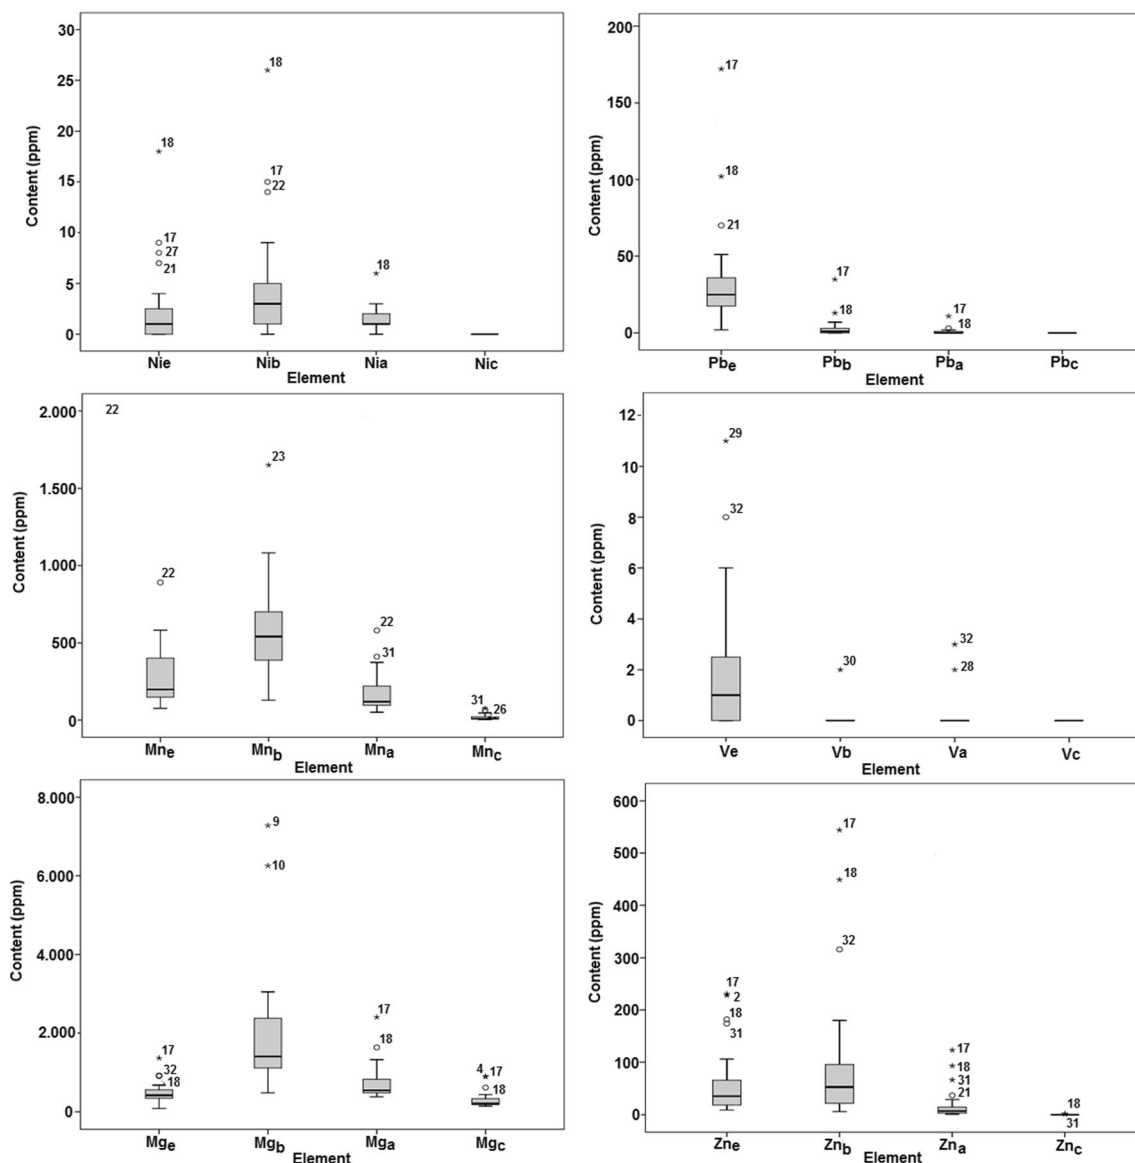 Content (ppm)
30
25
20
15
10
5
0
18
17
27
21
18
17
22
18
Nie
Nib
Nia
Nic
Element
Content (ppm)
200
150
100
50
0
17
18
21
17
18
17
18
Pbe
Pbb
Pba
Pbc
Element
Content (ppm)
2.000
1.500
1.000
500
0
22
22
23
22
31
31
26
Mne
Mnb
Mna
Mnc
Element
Content (ppm)
12
10
8
6
4
2
0
29
32
30
32
28
Ve
Vb
Va
Vc
Element
Content (ppm)
8.000
6.000
4.000
2.000
0
17
32
18
9
10
17
18
4 17
18
Mge
Mgb
Mga
Mgc
Element
Content (ppm)
600
500
400
300
200
100
0
17
2
18
31
17
18
32
17
18
31
21
18
31
Zne
Znb
Zna
Znc
Element